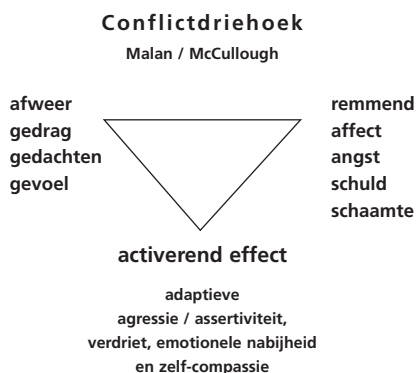 Conflictdriehoek
Malan / McCullough
afweer
gedrag
gedachten
gevoel
remmend
affect
angst
schuld
schaamte
activerend effect
adaptieve
agressie / assertiviteit,
verdriet, emotionele nabijheid
en zelf-compassie